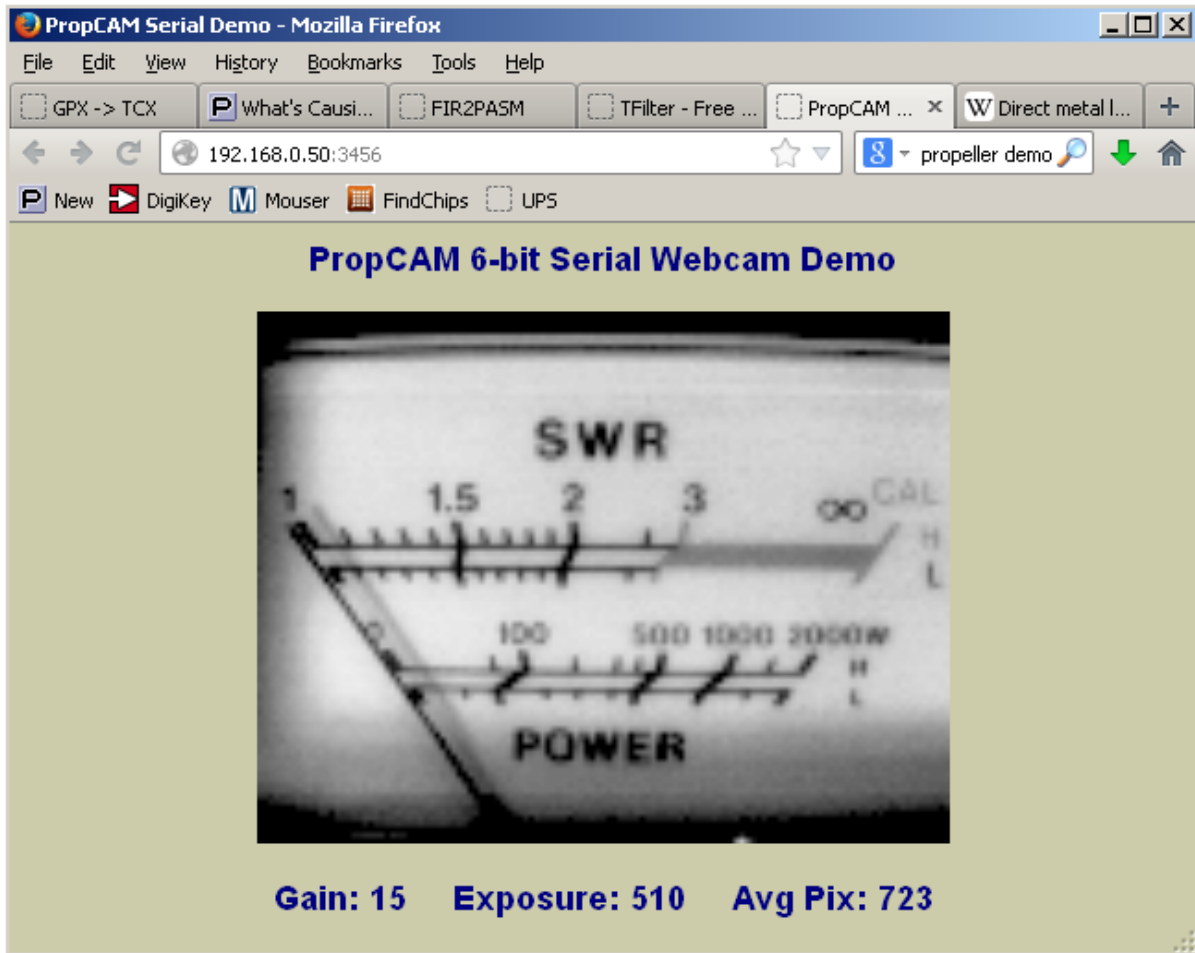 PropCAM Serial Demo - Mozilla Firefox
File Edit View History Bookmarks Tools Help
GPX -> TCX What's Causi... FIR2PASM TFilter - Free ... PropCAM ... × W Direct metal l... +
192.168.0.50:3456 8 propeller demo
P New DigiKey M Mouser FindChips UPS
PropCAM 6-bit Serial Webcam Demo
SWR
1 1.5 2 3 ∞ CAL
H
L
0 100 500 1000 2000W
H
L
POWER
Gain: 15 Exposure: 510 Avg Pix: 723